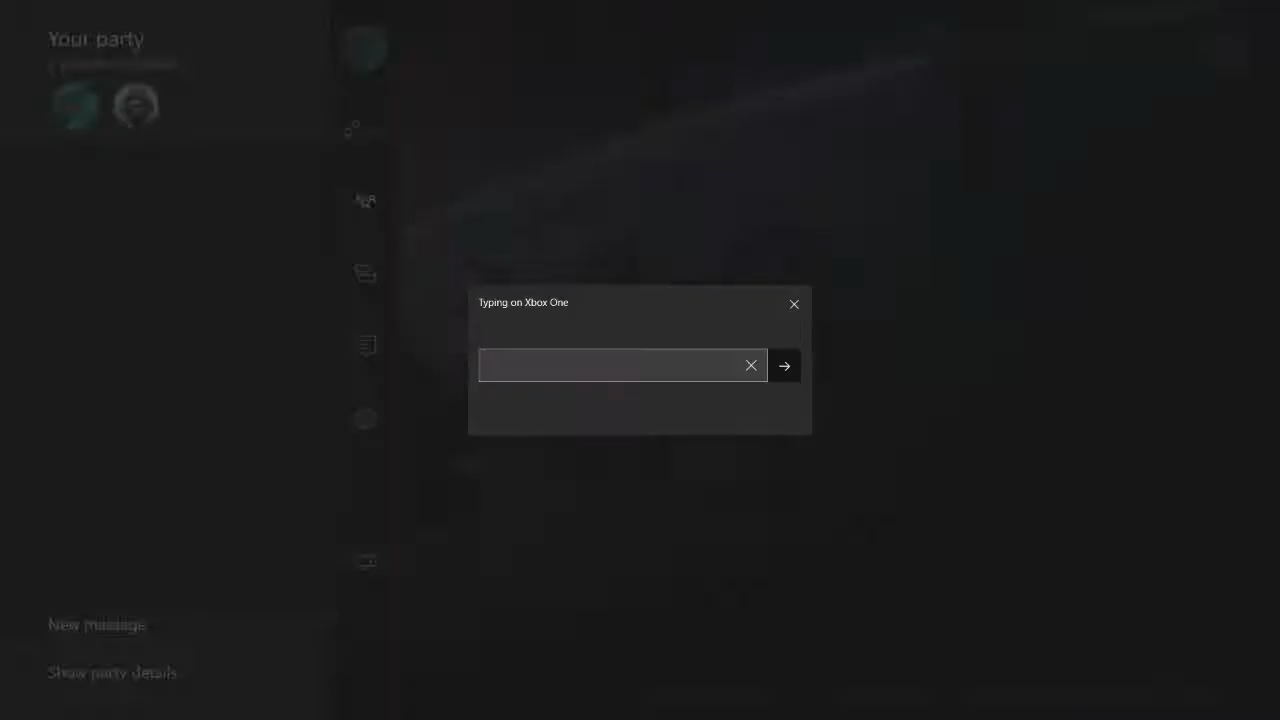 Your party
Typing on Xbox One
New message
Show party details